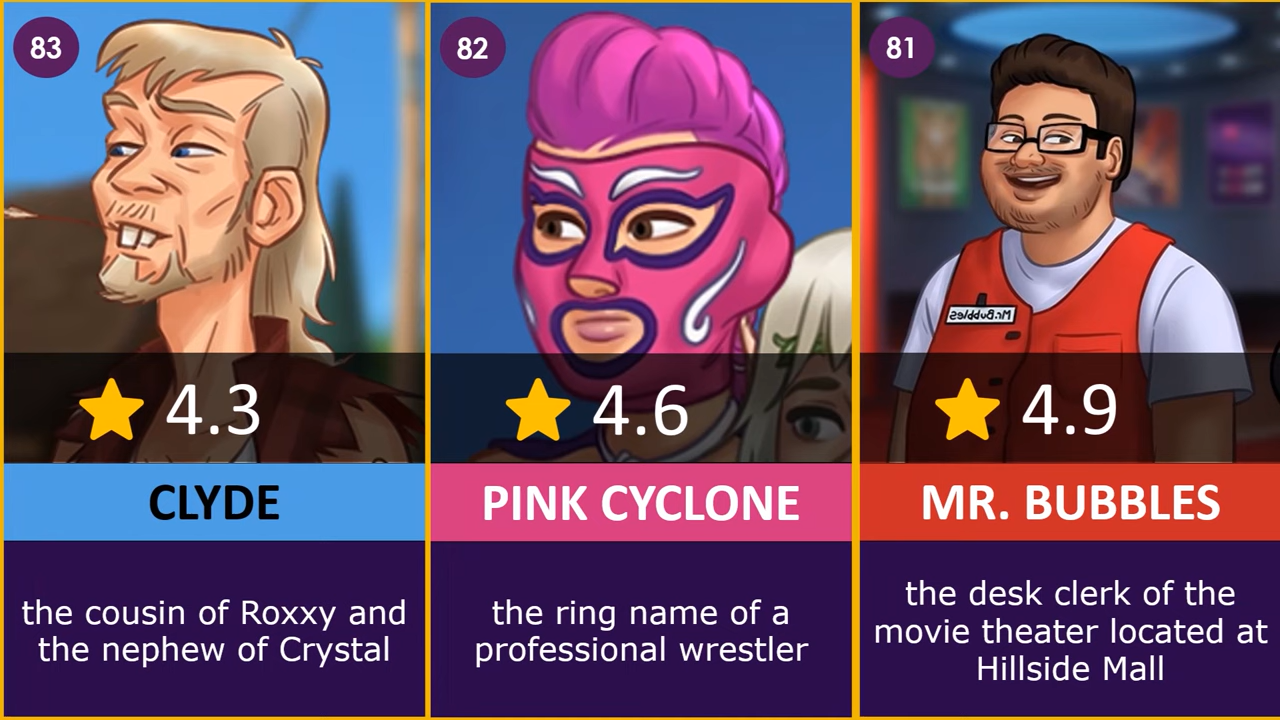 83
82
81
Mr.Bubbles
4.3
4.6
4.9
CLYDE
PINK CYCLONE
MR. BUBBLES
the cousin of Roxxy and
the nephew of Crystal
the ring name of a
professional wrestler
the desk clerk of the
movie theater located at
Hillside Mall